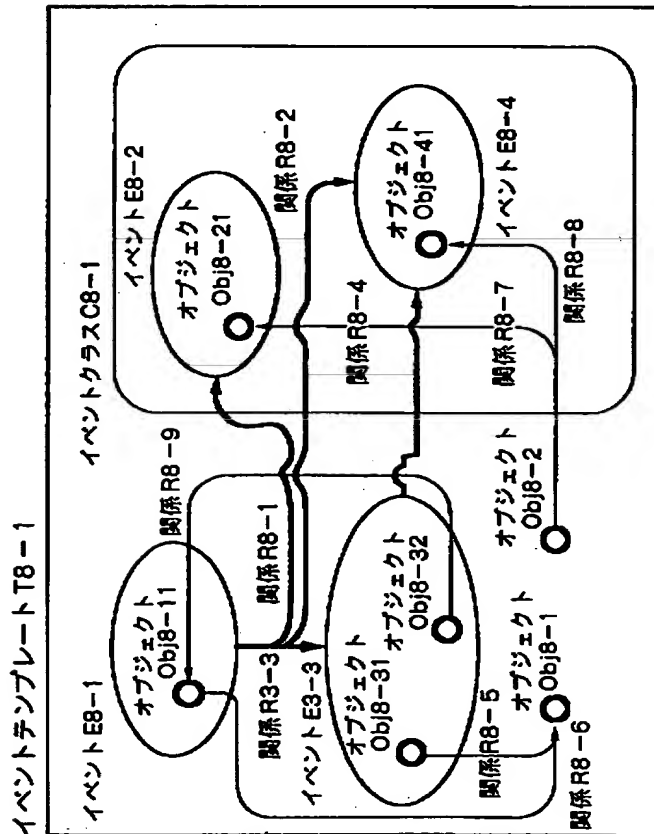 イベントテンプレートT8-1
イベントクラスC8-1
イベントE8-1
オブジェクト
Obj8-11
関係R8-9
イベントE8-2
オブジェクト
Obj8-21
関係R8-1
関係R8-2
関係R3-3
イベントE3-3
オブジェクト
Obj8-31
オブジェクト
Obj8-32
関係R8-4
オブジェクト
Obj8-41
イベントE8-4
関係R8-5
オブジェクト
Obj8-1
関係R8-6
オブジェクト
Obj8-2
関係R8-7
関係R8-8